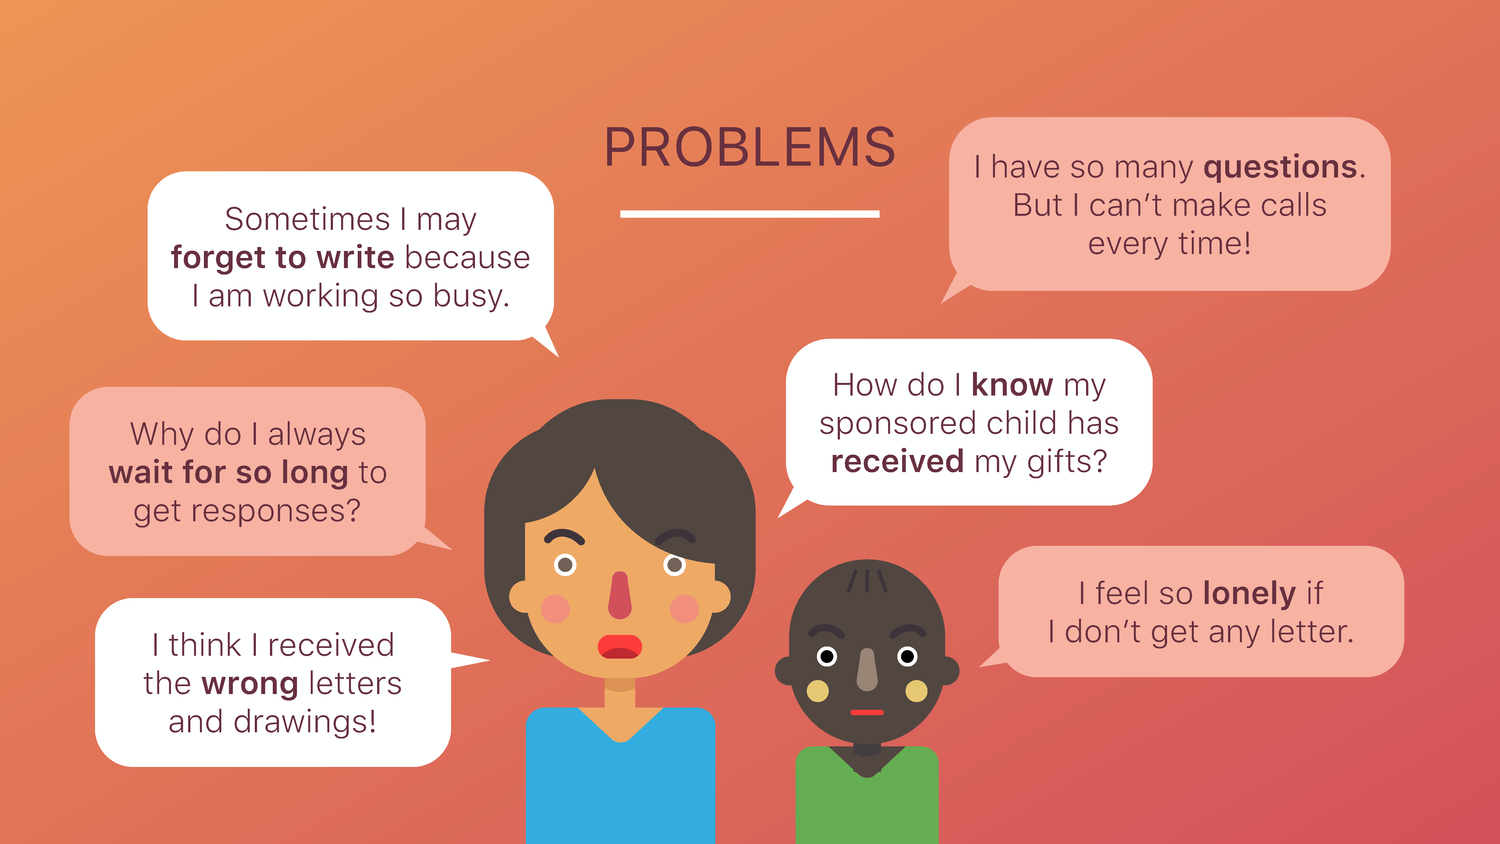 PROBLEMS
Sometimes I may
forget to write because
I am working so busy.
I have so many questions.
But I can’t make calls
every time!
Why do I always
wait for so long to
get responses?
How do I know my
sponsored child has
received my gifts?
I think I received
the wrong letters
and drawings!
I feel so lonely if
I don’t get any letter.